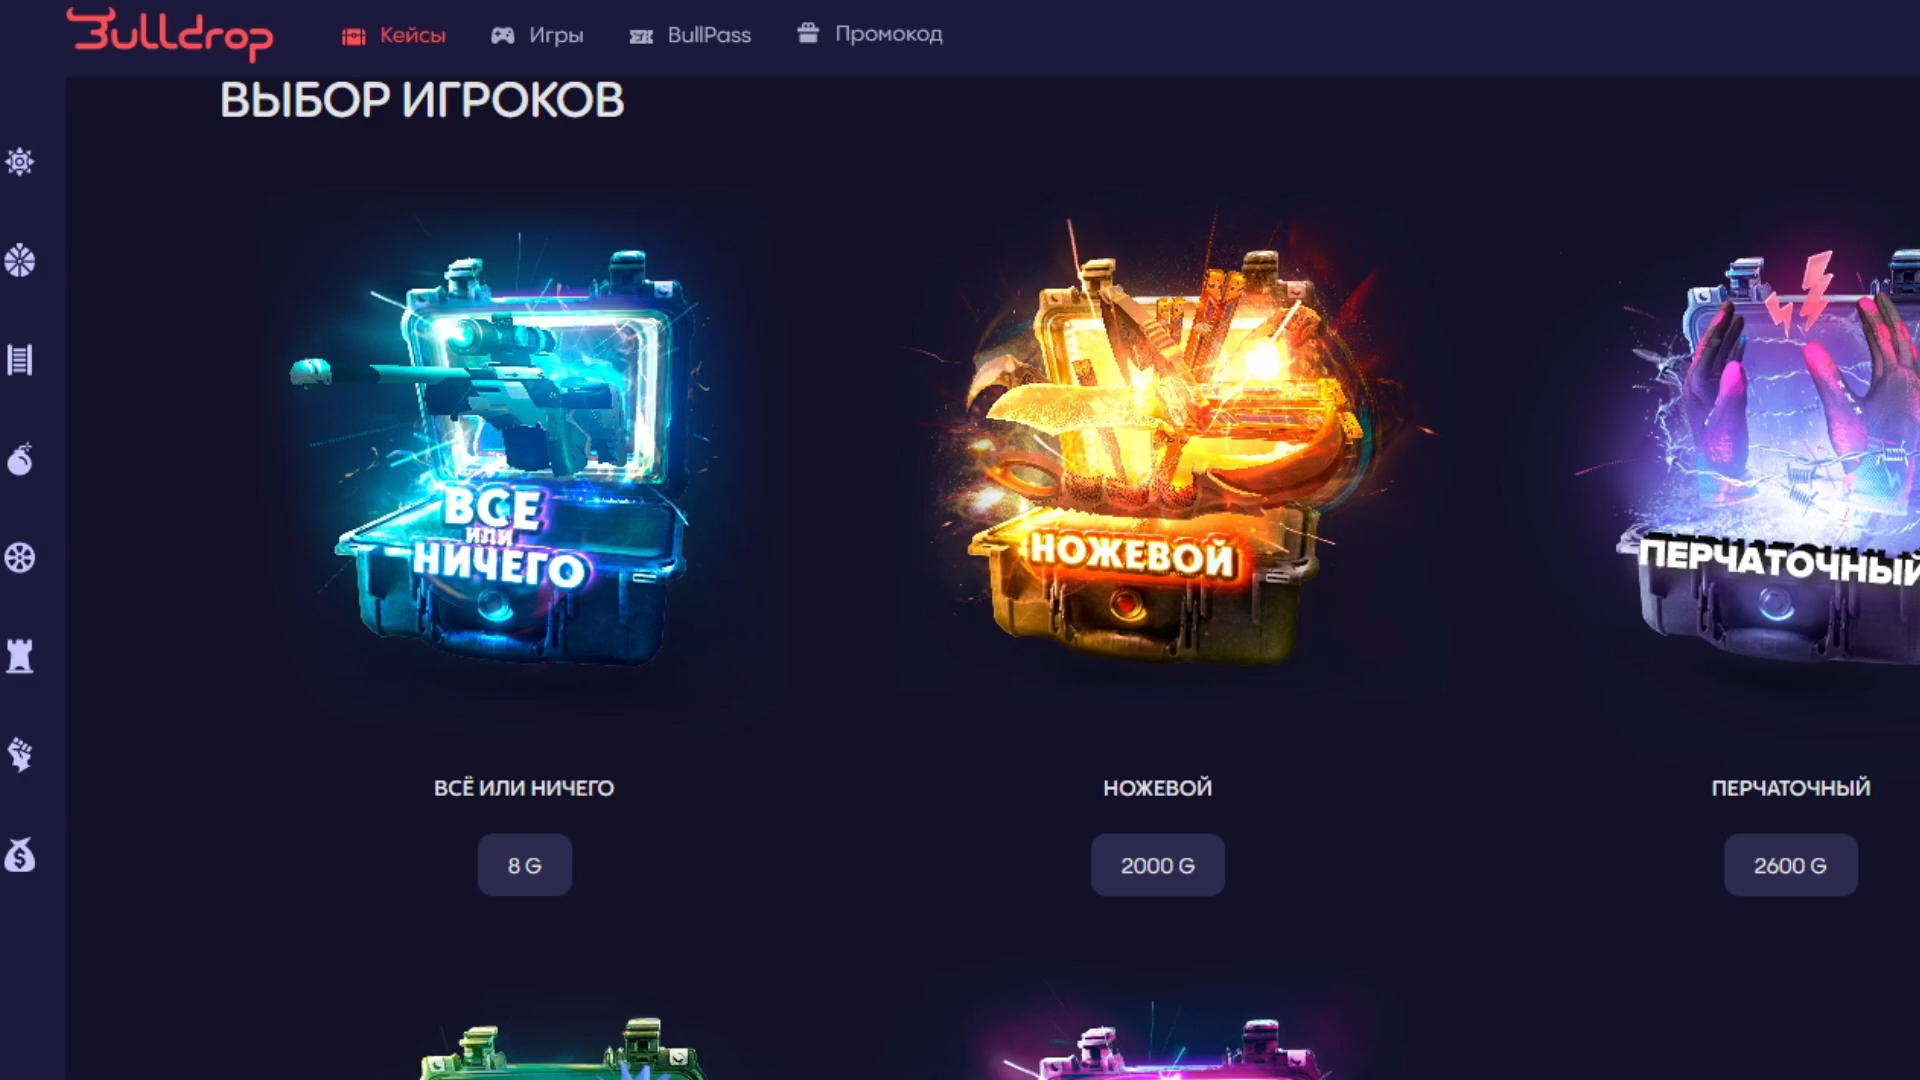 Bulldrop
Кейсы
Игры
BullPass
Промокод
ВЫБОР ИГРОКОВ
ВСЕ
ИЛИ
НИЧЕГО
НОЖЕВОЙ
ПЕРЧАТОЧНЫЙ
ВСЁ ИЛИ НИЧЕГО
НОЖЕВОЙ
ПЕРЧАТОЧНЫЙ
8 G
2000 G
2600 G